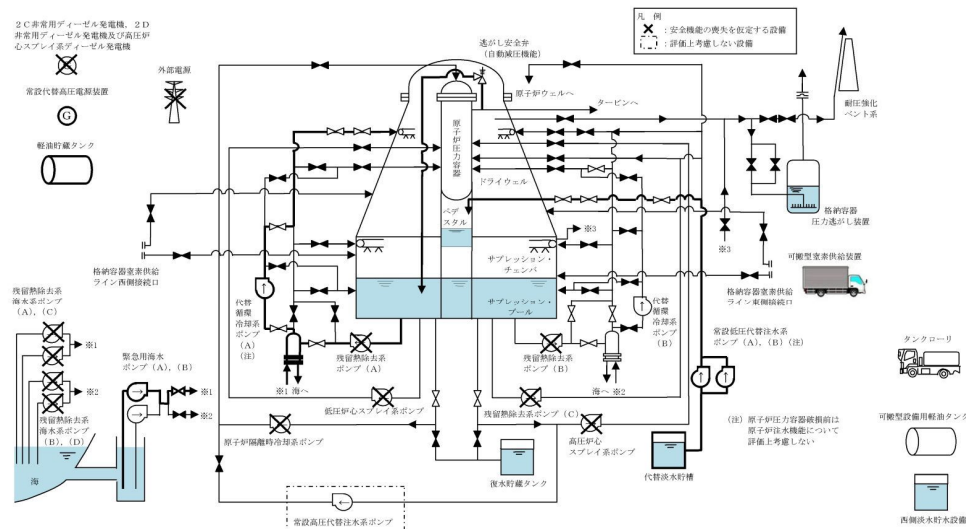 ２Ｃ非常用ディーゼル発電機，２Ｄ
非常用ディーゼル発電機及び高圧炉
心スプレイ系ディーゼル発電機
外部電源
常設代替高圧電源装置
G
軽油貯蔵タンク
凡 例
：安全機能の喪失を仮定する設備
：評価上考慮しない設備
逃がし安全弁
（自動減圧機能）
原子炉ウェルへ
タービンへ
耐圧強化
ベント系
原子炉圧力容器
ドライウェル
ペデ
スタル
※3
※3
格納容器
圧力逃がし装置
サプレッション・
チェンバ
サプレッション・
プール
格納容器窒素供給
ライン西側接続口
可搬型窒素供給装置
格納容器窒素供給
ライン東側接続口
残留熱除去系
海水系ポンプ
（A），（C）
※1
※2
残留熱除去系
海水系ポンプ
（B），（D）
緊急用海水
ポンプ（A），（B）
※1
※2
海
代替
循環
冷却系
ポンプ
（A）
（注）
代替
循環
冷却系
ポンプ
（B）
残留熱除去系
ポンプ（A）
残留熱除去系
ポンプ（B）
※1 海へ
海へ ※2
常設低圧代替注水系
ポンプ（A），（B）（注）
タンクローリ
低圧炉心スプレイ系ポンプ
残留熱除去系ポンプ（C）
原子炉隔離時冷却系ポンプ
高圧炉心
スプレイ系ポンプ
（注）原子炉圧力容器破損前は
原子炉注水機能について
評価上考慮しない
可搬型設備用軽油タンク
復水貯蔵タンク
代替淡水貯槽
常設高圧代替注水系ポンプ
西側淡水貯水設備